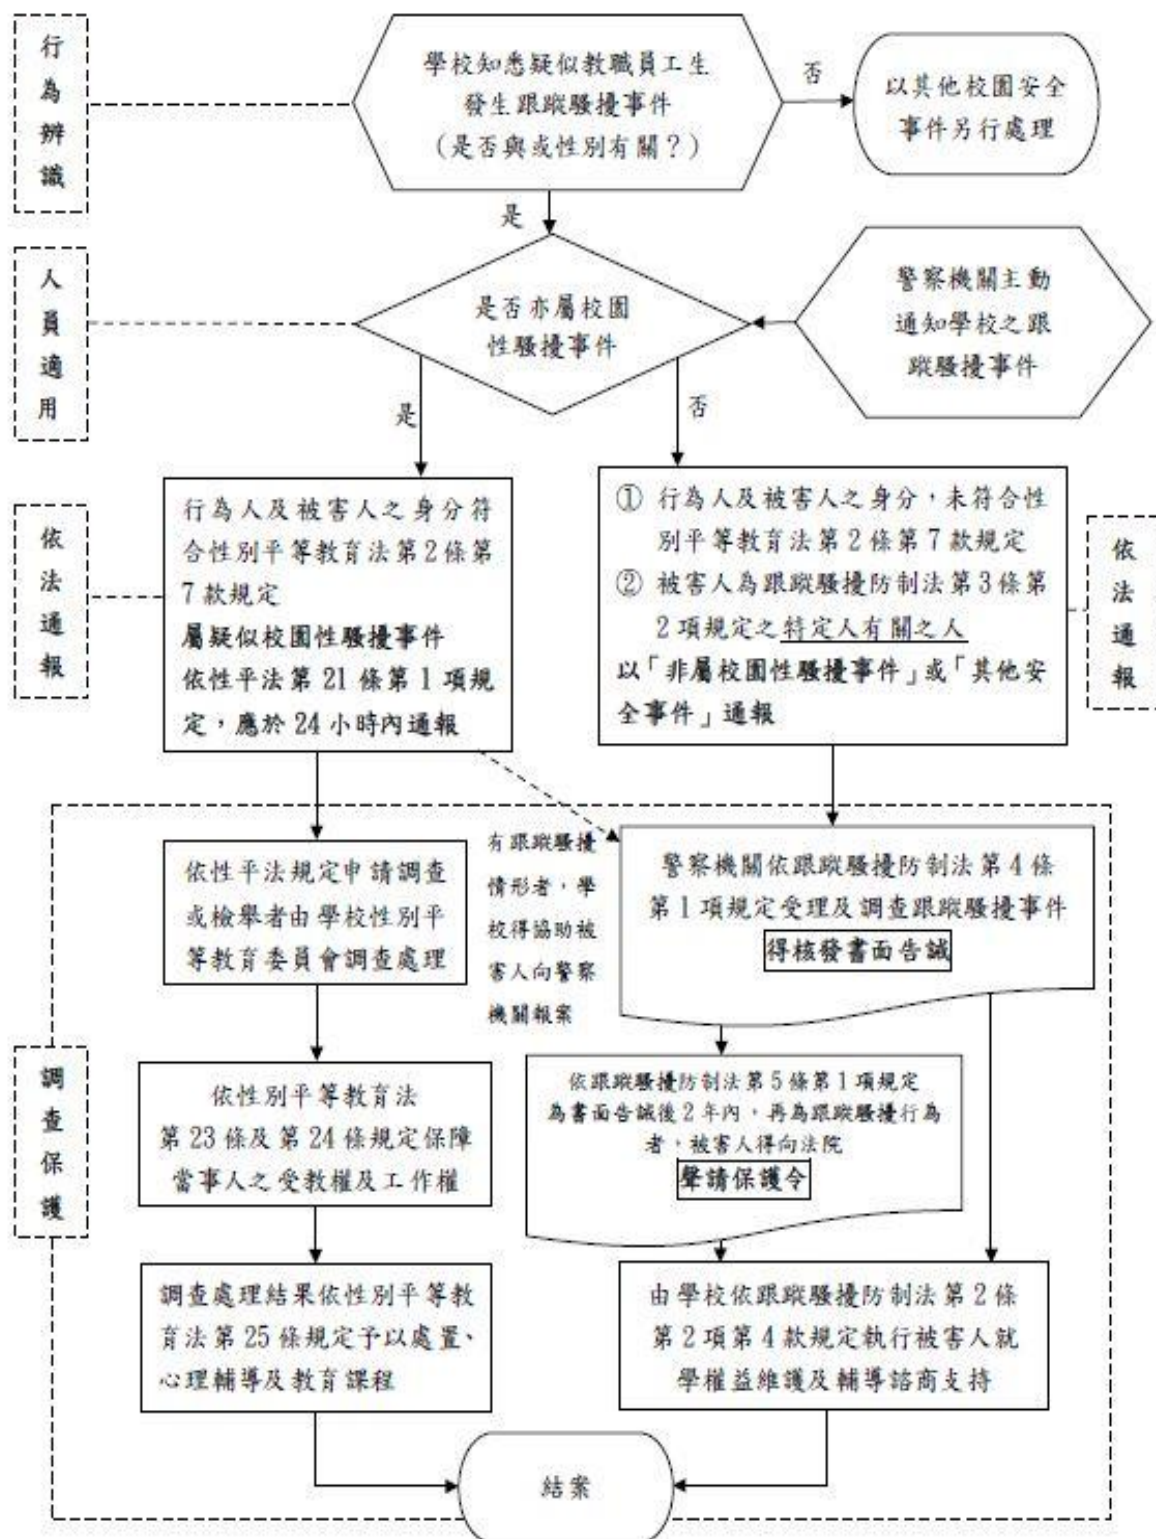 行為辨識
學校知悉疑似教職員工生
發生跟蹤騷擾事件
（是否與或性別有關？）
否
以其他校園安全
事件另行處理
是
人員適用
是否亦屬校園
性騷擾事件
警察機關主動
通知學校之跟
蹤騷擾事件
是
否
依法通報
行為人及被害人之身分符
合性別平等教育法第2條第
7款規定
屬疑似校園性騷擾事件
依性平法第21條第1項規
定，應於24小時內通報
① 行為人及被害人之身分，未符合性
別平等教育法第2條第7款規定
② 被害人為跟蹤騷擾防制法第3條第
2項規定之特定人有關之人
以「非屬校園性騷擾事件」或「其他安
全事件」通報
依法通報
調查保護
依性平法規定申請調查
或檢舉者由學校性別平
等教育委員會調查處理
有跟蹤騷擾
情形者，學
校得協助被
害人向警察
機關報案
警察機關依跟蹤騷擾防制法第4條
第1項規定受理及調查跟蹤騷擾事件
得核發書面告誡
依性別平等教育法
第23條及第24條規定保障
當事人之受教權及工作權
依跟蹤騷擾防制法第5條第1項規定
為書面告誡後2年內，再為跟蹤騷擾行為
者，被害人得向法院
聲請保護令
調查處理結果依性別平等教
育法第25條規定予以處置、
心理輔導及教育課程
由學校依跟蹤騷擾防制法第2條
第2項第4款規定執行被害人就
學權益維護及輔導諮商支持
結案